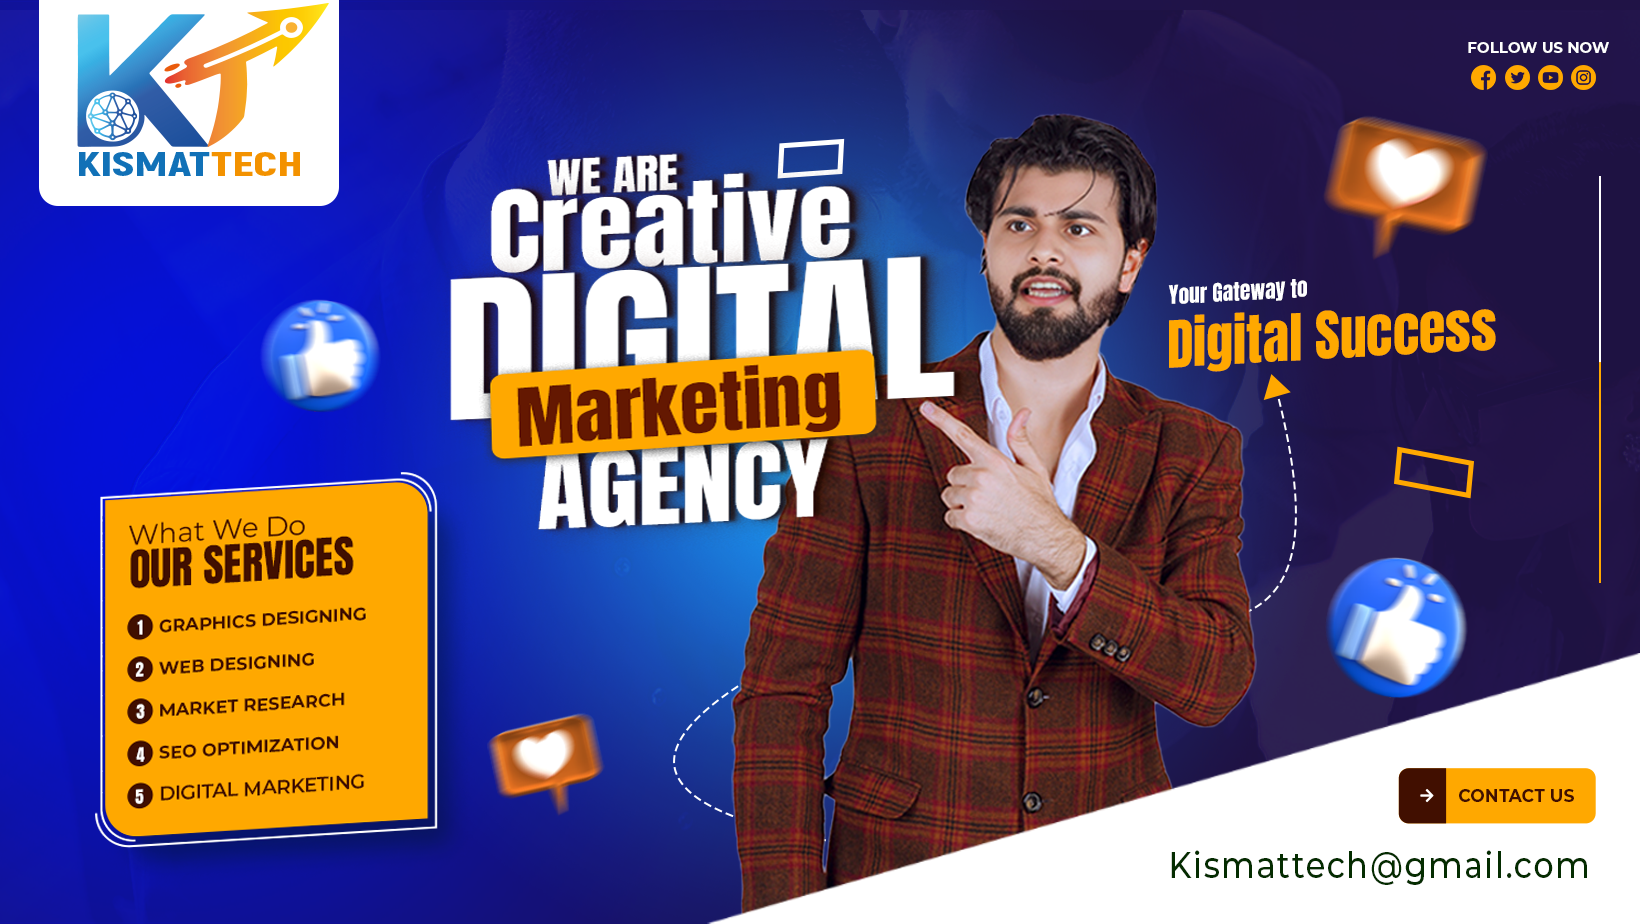 KT
KISMATTECH
FOLLOW US NOW
WE ARE
Creative
DIGITAL
Marketing
AGENCY
Your Gateway to
Digital Success
What We Do
OUR SERVICES
1 GRAPHICS DESIGNING
2 WEB DESIGNING
3 MARKET RESEARCH
4 SEO OPTIMIZATION
5 DIGITAL MARKETING
CONTACT US
Kismattech@gmail.com